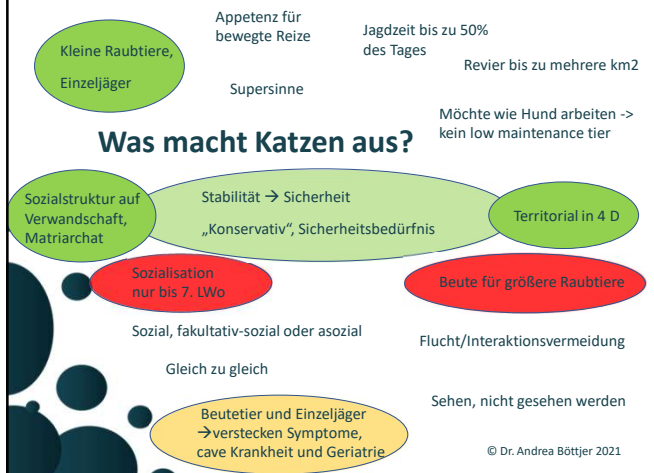 Appetenz für
bewegte Reize
Jagdzeit bis zu 50%
des Tages
Kleine Raubtiere,
Einzeljäger
Revier bis zu mehrere km2
Supersinne
Möchte wie Hund arbeiten ->
kein low maintenance tier
Was macht Katzen aus?
Sozialstruktur auf
Verwandschaft,
Matriarchat
Stabilität → Sicherheit
„Konservativ“, Sicherheitsbedürfnis
Territorial in 4 D
Sozialisation
nur bis 7. LWo
Beute für größere Raubtiere
Sozial, fakultativ-sozial oder asozial
Flucht/Interaktionsvermeidung
Gleich zu gleich
Sehen, nicht gesehen werden
Beutetier und Einzeljäger
→verstecken Symptome,
cave Krankheit und Geriatrie
© Dr. Andrea Böttjer 2021